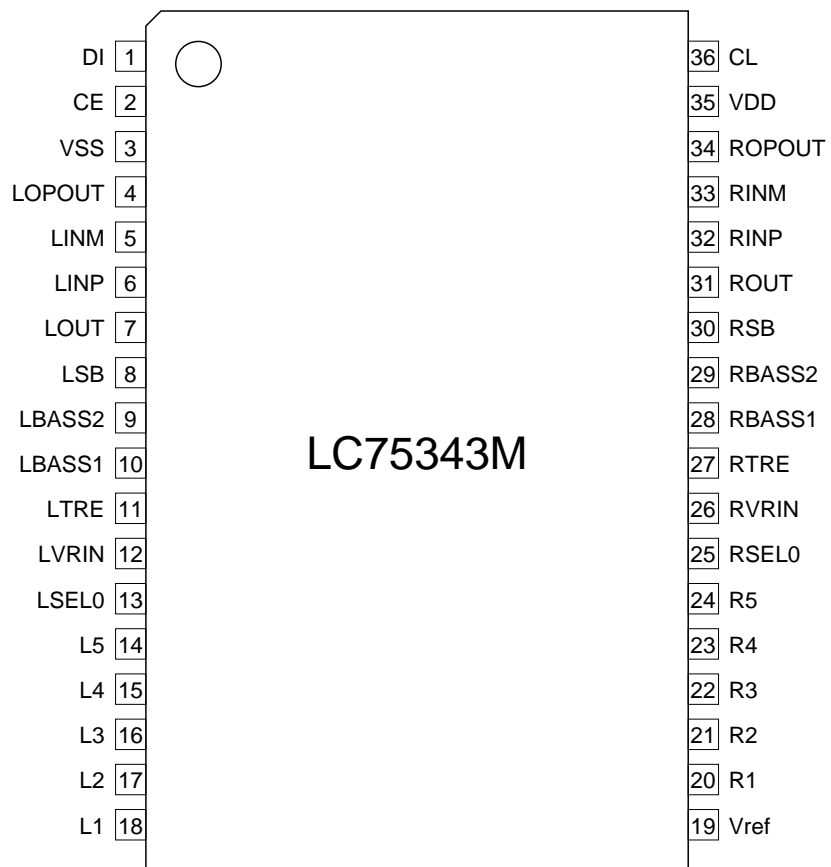 DI 1 36 CL
CE 2 35 VDD
VSS 3 34 ROPOUT
LOPOUT 4 33 RINM
LINM 5 32 RINP
LINP 6 31 ROUT
LOUT 7 30 RSB
LSB 8 29 RBASS2
LBASS2 9 28 RBASS1
LC75343M
LBASS1 10 27 RTRE
LTRE 11 26 RVRIN
LVRIN 12 25 RSEL0
LSEL0 13 24 R5
L5 14 23 R4
L4 15 22 R3
L3 16 21 R2
L2 17 20 R1
L1 18 19 Vref